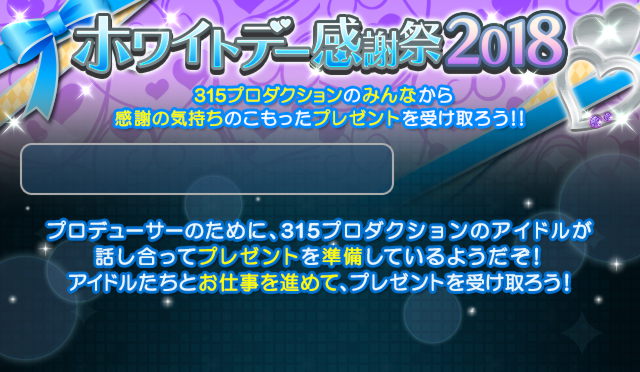 ホワイトデー感謝祭2018
315プロダクションのみんなから
感謝の気持ちのこもったプレゼントを受け取ろう!!
プロデューサーのために、315プロダクションのアイドルが
話し合ってプレゼントを準備しているようだぞ!
アイドルたちとお仕事を進めて、プレゼントを受け取ろう!